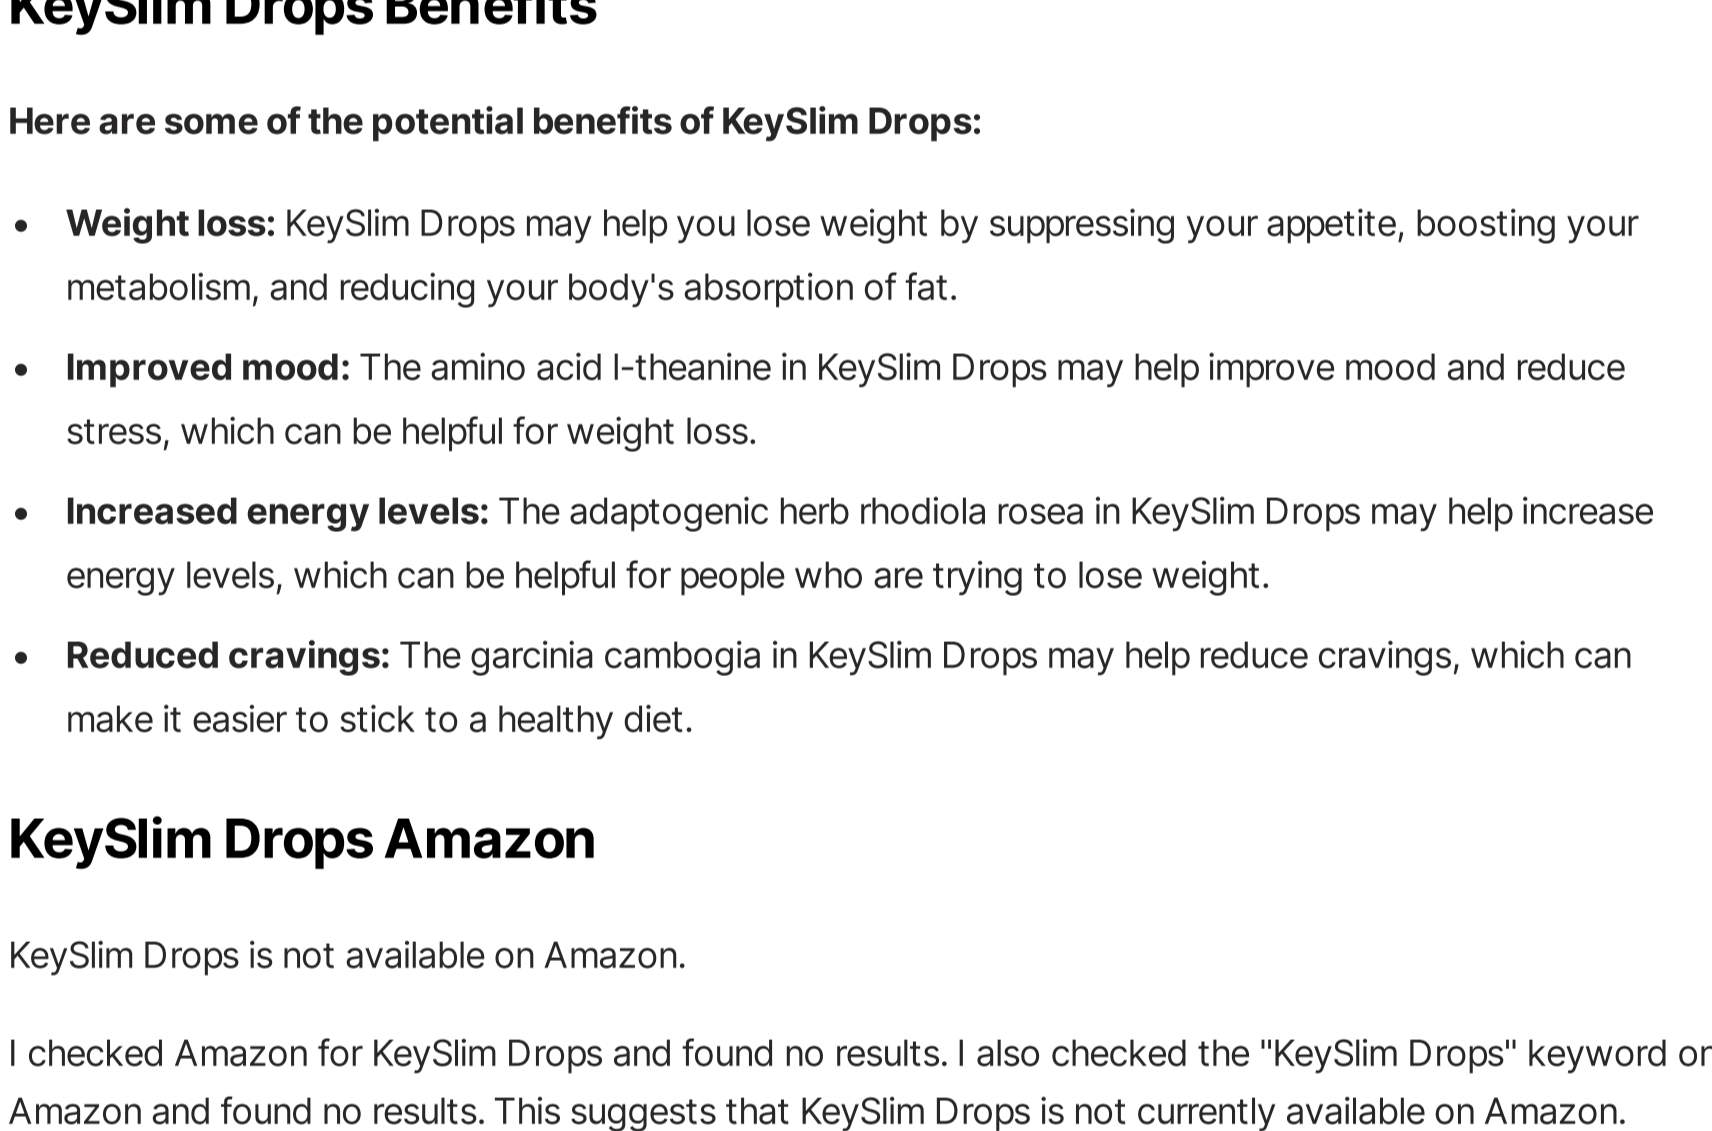 KeySlim Drops Benefits
Here are some of the potential benefits of KeySlim Drops:
• Weight loss: KeySlim Drops may help you lose weight by suppressing your appetite, boosting your
metabolism, and reducing your body's absorption of fat.
• Improved mood: The amino acid l-theanine in KeySlim Drops may help improve mood and reduce
stress, which can be helpful for weight loss.
• Increased energy levels: The adaptogenic herb rhodiola rosea in KeySlim Drops may help increase
energy levels, which can be helpful for people who are trying to lose weight.
• Reduced cravings: The garcinia cambogia in KeySlim Drops may help reduce cravings, which can
make it easier to stick to a healthy diet.
KeySlim Drops Amazon
KeySlim Drops is not available on Amazon.
I checked Amazon for KeySlim Drops and found no results. I also checked the "KeySlim Drops" keyword on
Amazon and found no results. This suggests that KeySlim Drops is not currently available on Amazon.